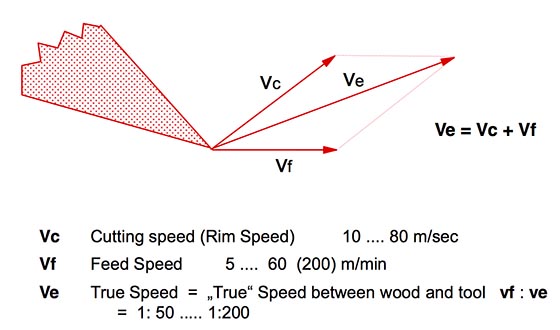 Vc
Ve
Ve = Vc + Vf
Vf
Vc Cutting speed (Rim Speed) 10 .... 80 m/sec
Vf Feed Speed 5 .... 60 (200) m/min
Ve True Speed = „True“ Speed between wood and tool vf : ve
= 1: 50 ..... 1:200